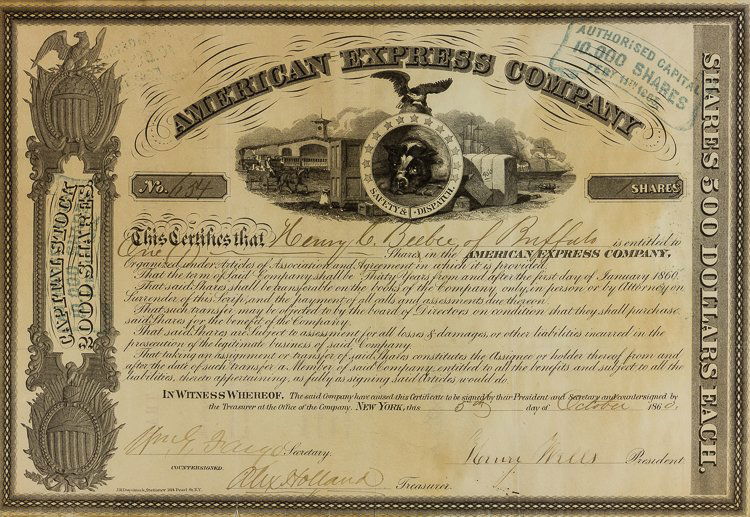 AMERICAN EXPRESS COMPANY
AUTHORISED CAPITAL
10,000 SHARES
FEBY 11TH
SAFETY & DISPATCH
No. 634
1 SHARES
CAPITAL STOCK
2000 SHARES
SHARES 500 DOLLARS EACH.
This Certifies that Henry C. Beebee, of Buffalo is entitled to
One Shares in the AMERICAN EXPRESS COMPANY,
Organized under Articles of Association and Agreement in which it is provided,
That the term of said Company shall be Thirty Years from and after the first day of January 1860.
That said Shares shall be transferable on the books of the Company only, in person or by Attorney on
Surrender of this Scrip, and the payment of all calls and assessments due thereon.
That such transfer may be objected to by the board of Directors on condition that they shall purchase
said Shares for the benefit of the Company.
That said Shares are subject to assessment for all losses & damages, or other liabilities incurred in the
prosecution of the legitimate business of said Company.
That taking an assignment or transfer of said Shares constitutes the Assignee or holder thereof from and
after the date of such transfer a Member of said Company entitled to all the benefits and subject to all the
liabilities, thereto appertaining, as fully as signing said Articles would do.
IN WITNESS WHEREOF, The said Company have caused this Certificate to be signed by their President and Secretary and countersigned by
the Treasurer at the Office of the Company. NEW YORK, this 5th day of October 1860.
Wm G. Fargo Secretary. Henry Wells President
COUNTERSIGNED
Alex Holland Treasurer.